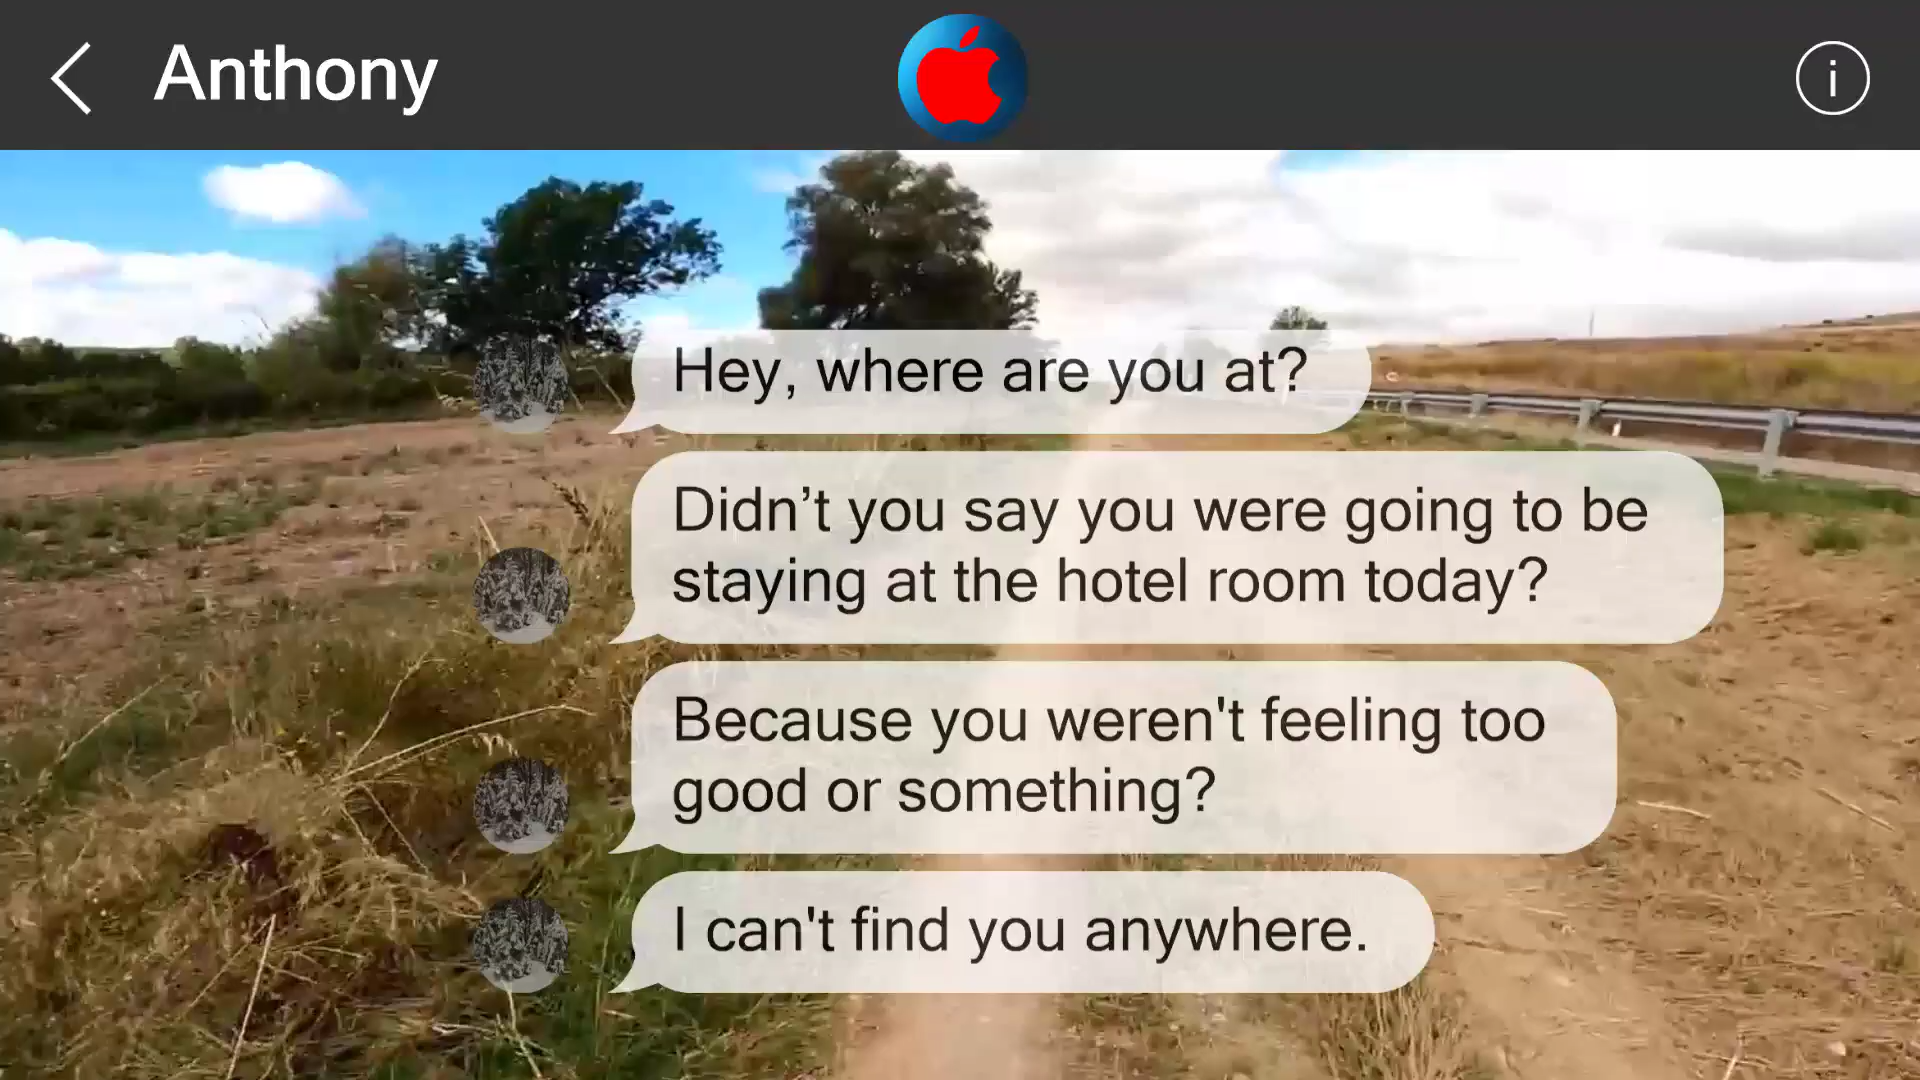 Anthony
Hey, where are you at?
Didn’t you say you were going to be
staying at the hotel room today?
Because you weren't feeling too
good or something?
I can't find you anywhere.